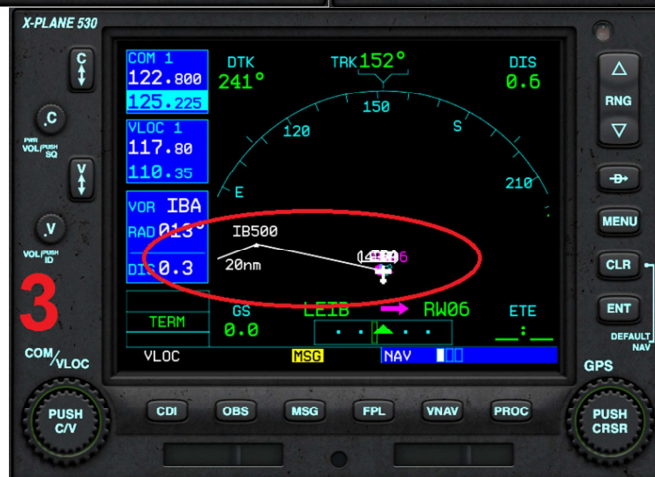 X-PLANE 530
C
.C
PWR
VOL/PUSH SQ
V
.V
VOL/PUSH ID
3
COM/VLOC
PUSH
C/V
COM 1
122.800
125.225
VLOC 1
117.80
110.35
VOR IBA
RAD 013°
DIS 0.3
TERM
VLOC
DTK
241°
TRK 152°
DIS
0.6
E
120
150
S
210
IB500
20nm
GS
0.0
LEIB
RW06
ETE
__:__
MSG
NAV
RNG
D
MENU
CLR
ENT
DEFAULT NAV
GPS
PUSH
CRSR
CDI
OBS
MSG
FPL
VNAV
PROC